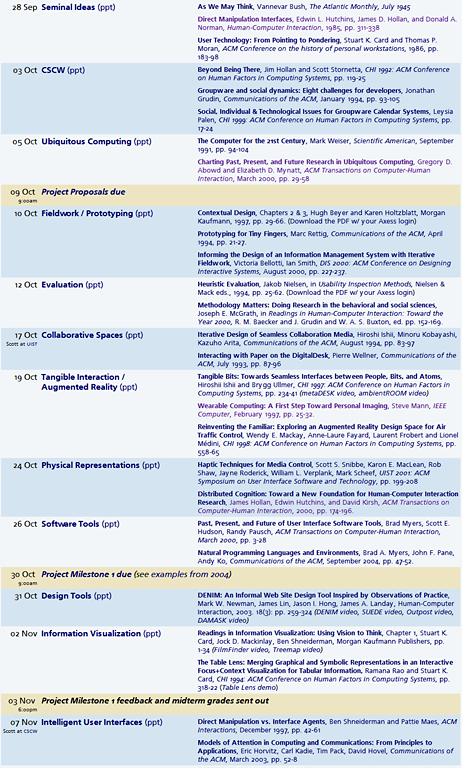 28 Sep Seminal Ideas (ppt) As We May Think, Vannevar Bush, The Atlantic Monthly, July 1945
Direct Manipulation Interfaces, Edwin L. Hutchins, James D. Hollan, and Donald A.
Norman, Human-Computer Interaction, 1985, pp. 311-338
User Technology: From Pointing to Pondering, Stuart K. Card and Thomas P.
Moran, ACM Conference on the history of personal workstations, 1986, pp.
183-98
03 Oct CSCW (ppt) Beyond Being There, Jim Hollan and Scott Stornetta, CHI 1992: ACM Conference
on Human Factors in Computing Systems, pp. 119-25
Groupware and social dynamics: Eight challenges for developers, Jonathan
Grudin, Communications of the ACM, January 1994, pp. 93-105
Social, Individual & Technological Issues for Groupware Calendar Systems, Leysia
Palen, CHI 1999: ACM Conference on Human Factors in Computing Systems, pp.
17-24
05 Oct Ubiquitous Computing (ppt) The Computer for the 21st Century, Mark Weiser, Scientific American, September
1991, pp. 94-104
Charting Past, Present, and Future Research in Ubiquitous Computing, Gregory D.
Abowd and Elizabeth D. Mynatt, ACM Transactions on Computer-Human
Interaction, March 2000, pp. 29-58
09 Oct Project Proposals due
9:00am
10 Oct Fieldwork / Prototyping (ppt) Contextual Design, Chapters 2 & 3, Hugh Beyer and Karen Holtzblatt, Morgan
Kaufmann, 1997, pp. 29-66. (Download the PDF w/ your Axess login)
Prototyping for Tiny Fingers, Marc Rettig, Communications of the ACM, April
1994, pp. 21-27.
Informing the Design of an Information Management System with Iterative
Fieldwork, Victoria Bellotti, Ian Smith, DIS 2000: ACM Conference on Designing
Interactive Systems, August 2000, pp. 227-237.
12 Oct Evaluation (ppt) Heuristic Evaluation, Jakob Nielsen, in Usability Inspection Methods, Nielsen &
Mack eds., 1994, pp. 25-62. (Download the PDF w/ your Axess login)
Methodology Matters: Doing Research in the behavioral and social sciences,
Joseph E. McGrath, in Readings in Human-Computer Interaction: Toward the
Year 2000, R. M. Baecker and J. Grudin and W. A. S. Buxton, ed. pp. 152-169.
17 Oct Collaborative Spaces (ppt) Iterative Design of Seamless Collaboration Media, Hiroshi Ishii, Minoru Kobayashi,
Scott at UIST Kazuho Arita, Communications of the ACM, August 1994, pp. 83-97
Interacting with Paper on the DigitalDesk, Pierre Wellner, Communications of the
ACM, July 1993, pp. 87-96
19 Oct Tangible Interaction / Tangible Bits: Towards Seamless Interfaces between People, Bits, and Atoms,
Augmented Reality (ppt) Hiroshii Ishii and Brygg Ullmer, CHI 1997: ACM Conference on Human Factors in
Computing Systems, pp. 234-41 (metaDESK video, ambientROOM video)
Wearable Computing: A First Step Toward Personal Imaging, Steve Mann, IEEE
Computer, February 1997, pp. 25-32.
Reinventing the Familiar: Exploring an Augmented Reality Design Space for Air
Traffic Control, Wendy E. Mackay, Anne-Laure Fayard, Laurent Frobert and Lionel
Médini, CHI 1998: ACM Conference on Human Factors in Computing Systems, pp.
558-65
24 Oct Physical Representations (ppt) Haptic Techniques for Media Control, Scott S. Snibbe, Karon E. MacLean, Rob
Shaw, Jayne Roderick, William L. Verplank, Mark Scheef, UIST 2001: ACM
Symposium on User Interface Software and Technology, pp. 199-208
Distributed Cognition: Toward a New Foundation for Human-Computer Interaction
Research, James Hollan, Edwin Hutchins, and David Kirsh, ACM Transactions on
Computer-Human Interaction, 2000, pp. 174-196.
26 Oct Software Tools (ppt) Past, Present, and Future of User Interface Software Tools, Brad Myers, Scott E.
Hudson, Randy Pausch, ACM Transactions on Computer-Human Interaction,
March 2000, pp. 3-28
Natural Programming Languages and Environments, Brad A. Myers, John F. Pane,
Andy Ko, Communications of the ACM, September 2004, pp. 47-52.
30 Oct Project Milestone 1 due (see examples from 2004)
9:00am
31 Oct Design Tools (ppt) DENIM: An Informal Web Site Design Tool Inspired by Observations of Practice,
Mark W. Newman, James Lin, Jason I. Hong, James A. Landay, Human-Computer
Interaction, 2003. 18(3): pp. 259-324 (DENIM video, SUEDE video, Outpost video,
DAMASK video)
02 Nov Information Visualization (ppt) Readings in Information Visualization: Using Vision to Think, Chapter 1, Stuart K.
Card, Jock D. Mackinlay, Ben Shneiderman, Morgan Kaufmann Publishers, pp.
1-34 (FilmFinder video, Treemap video)
The Table Lens: Merging Graphical and Symbolic Representations in an Interactive
Focus+Context Visualization for Tabular Information, Ramana Rao and Stuart K.
Card, CHI 1994: ACM Conference on Human Factors in Computing Systems, pp.
318-22 (Table Lens demo)
03 Nov Project Milestone 1 feedback and midterm grades sent out
6:00pm
07 Nov Intelligent User Interfaces (ppt) Direct Manipulation vs. Interface Agents, Ben Shneiderman and Pattie Maes, ACM
Scott at CSCW Interactions, December 1997, pp. 42-61
Models of Attention in Computing and Communications: From Principles to
Applications, Eric Horvitz, Carl Kadie, Tim Paek, David Hovel, Communications of
the ACM, March 2003, pp. 52-8